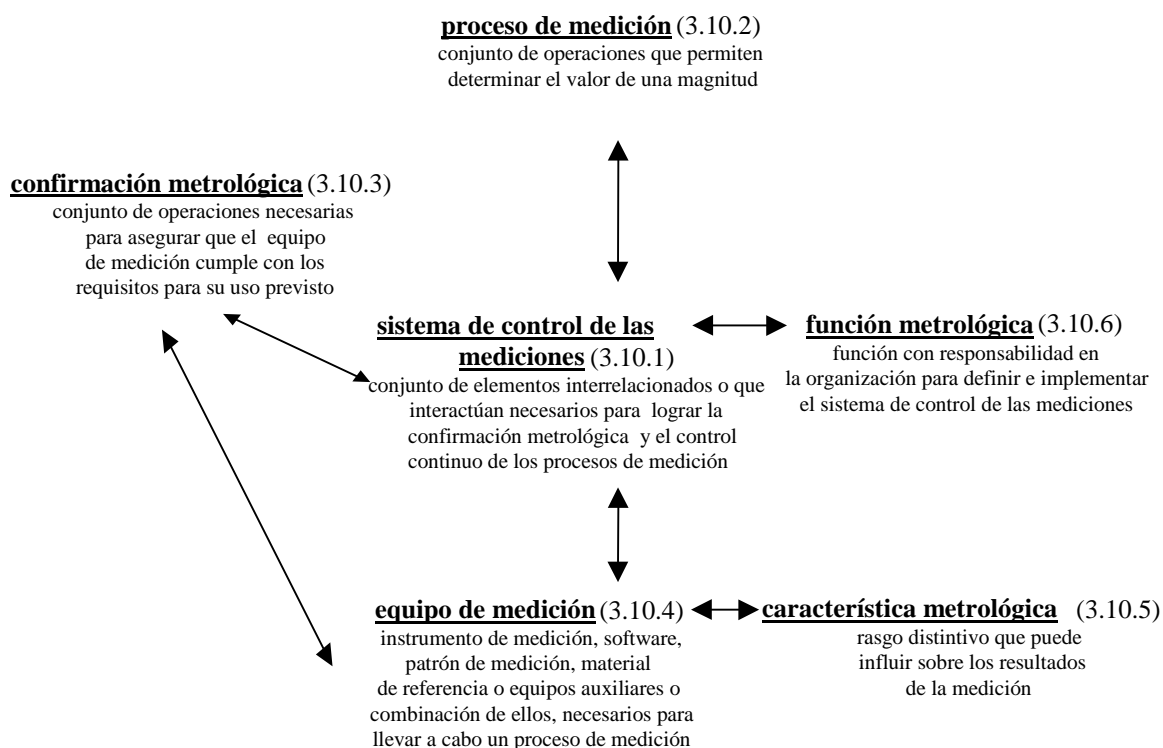 proceso de medición (3.10.2)
conjunto de operaciones que permiten
determinar el valor de una magnitud
confirmación metrológica (3.10.3)
conjunto de operaciones necesarias
para asegurar que el equipo
de medición cumple con los
requisitos para su uso previsto
sistema de control de las
mediciones (3.10.1)
conjunto de elementos interrelacionados o que
interactúan necesarios para lograr la
confirmación metrológica y el control
continuo de los procesos de medición
función metrológica (3.10.6)
función con responsabilidad en
la organización para definir e implementar
el sistema de control de las mediciones
equipo de medición (3.10.4)
instrumento de medición, software,
patrón de medición, material
de referencia o equipos auxiliares o
combinación de ellos, necesarios para
llevar a cabo un proceso de medición
característica metrológica (3.10.5)
rasgo distintivo que puede
influir sobre los resultados
de la medición